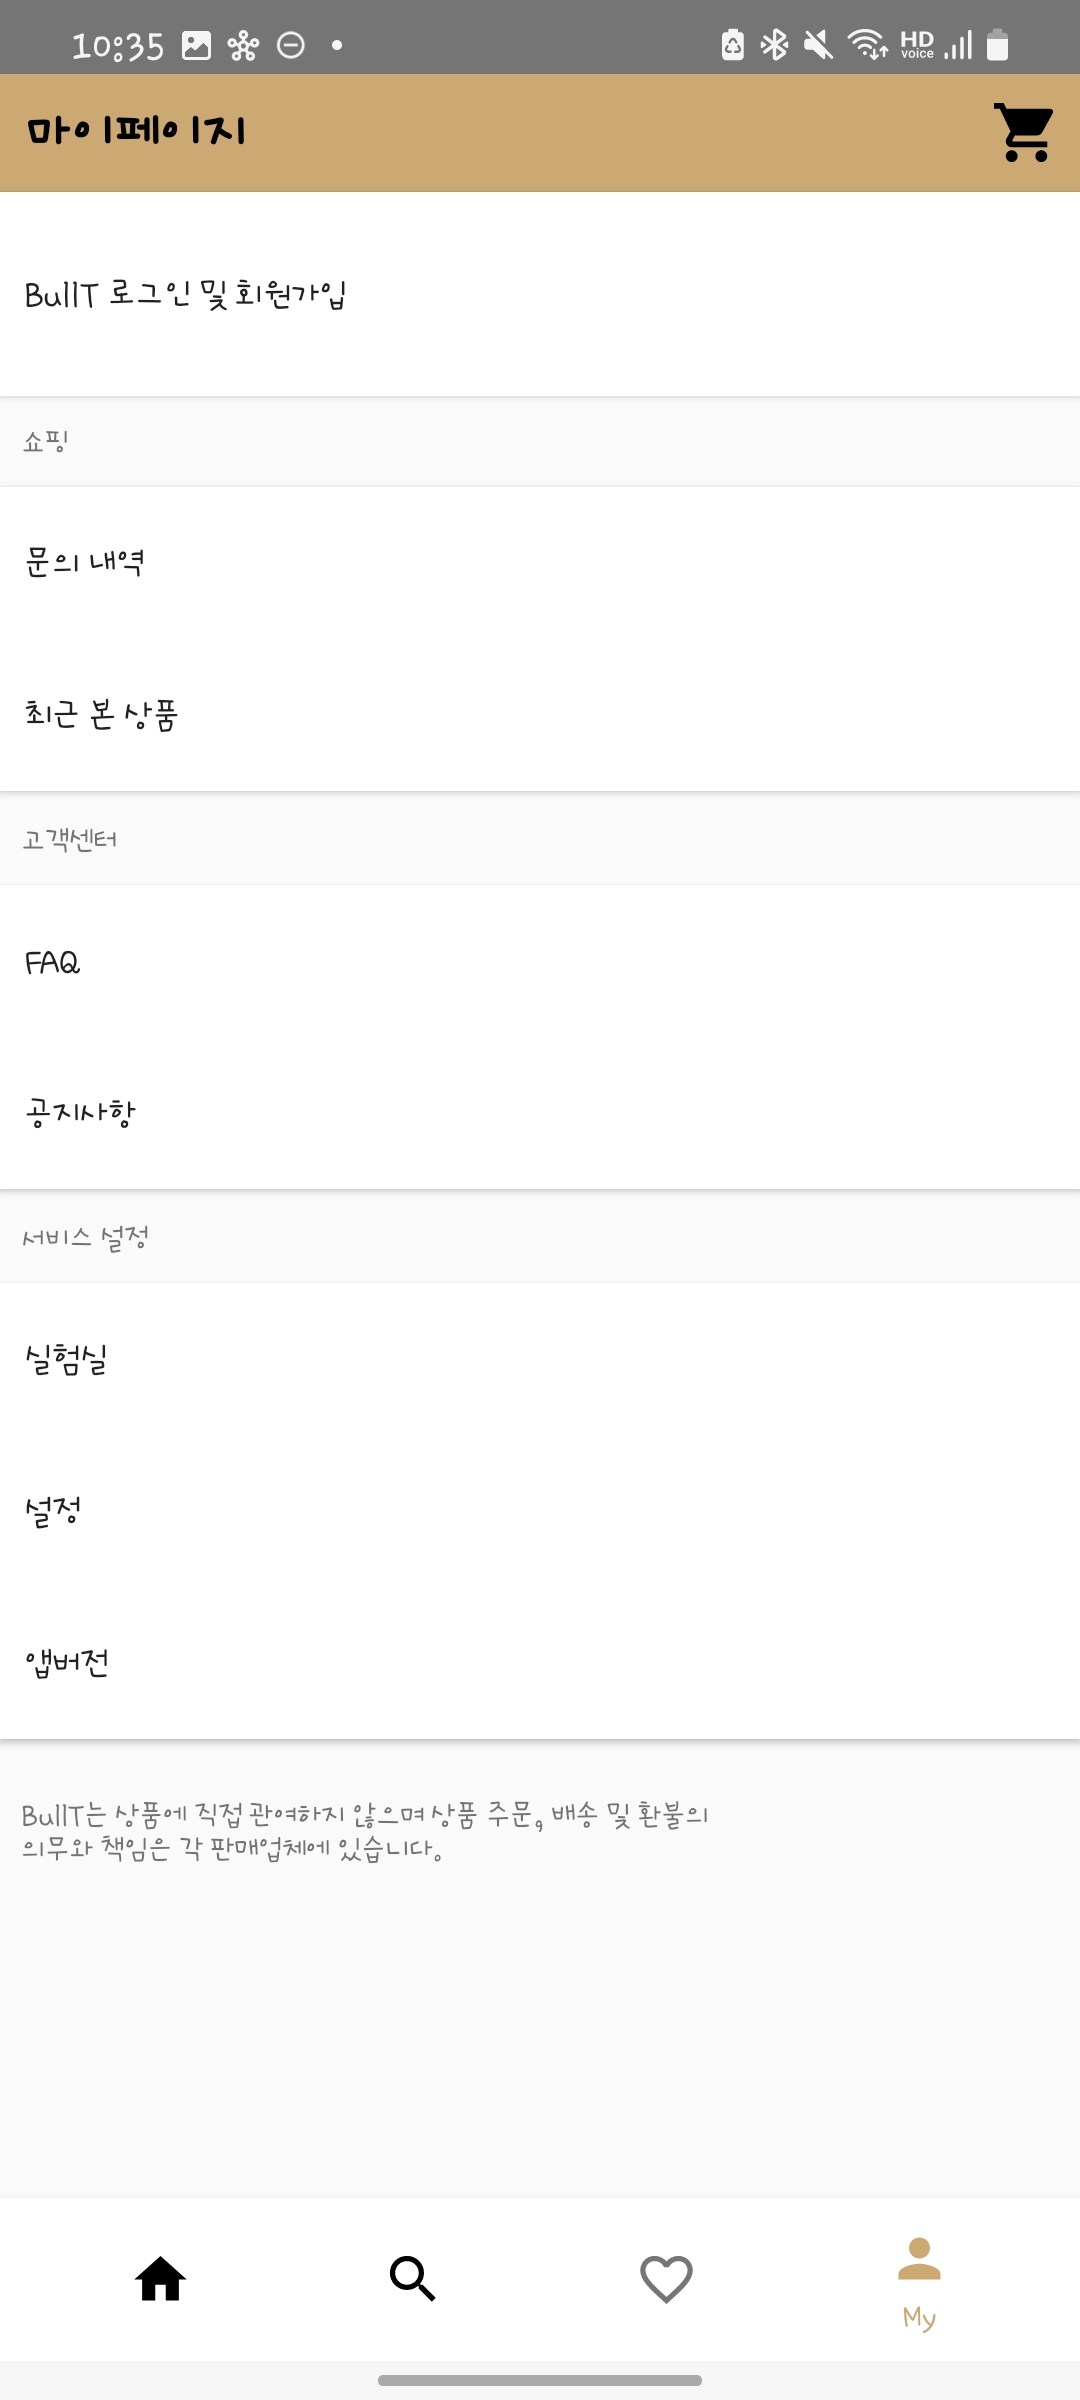 10:35
HD voice
마이페이지
BullT 로그인 및 회원가입
쇼핑
문의 내역
최근 본 상품
고객센터
FAQ
공지사항
서비스 설정
실험실
설정
앱버전
BullT는 상품에 직접 관여하지 않으며 상품 주문, 배송 및 환불의
의무와 책임은 각 판매업체에 있습니다.
My